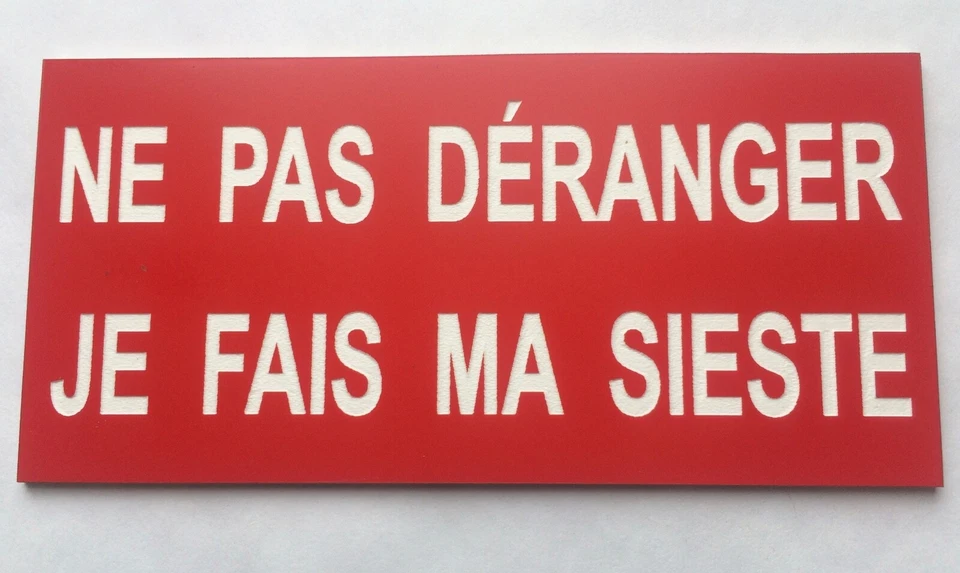 NE PAS DÉRANGER
JE FAIS MA SIESTE